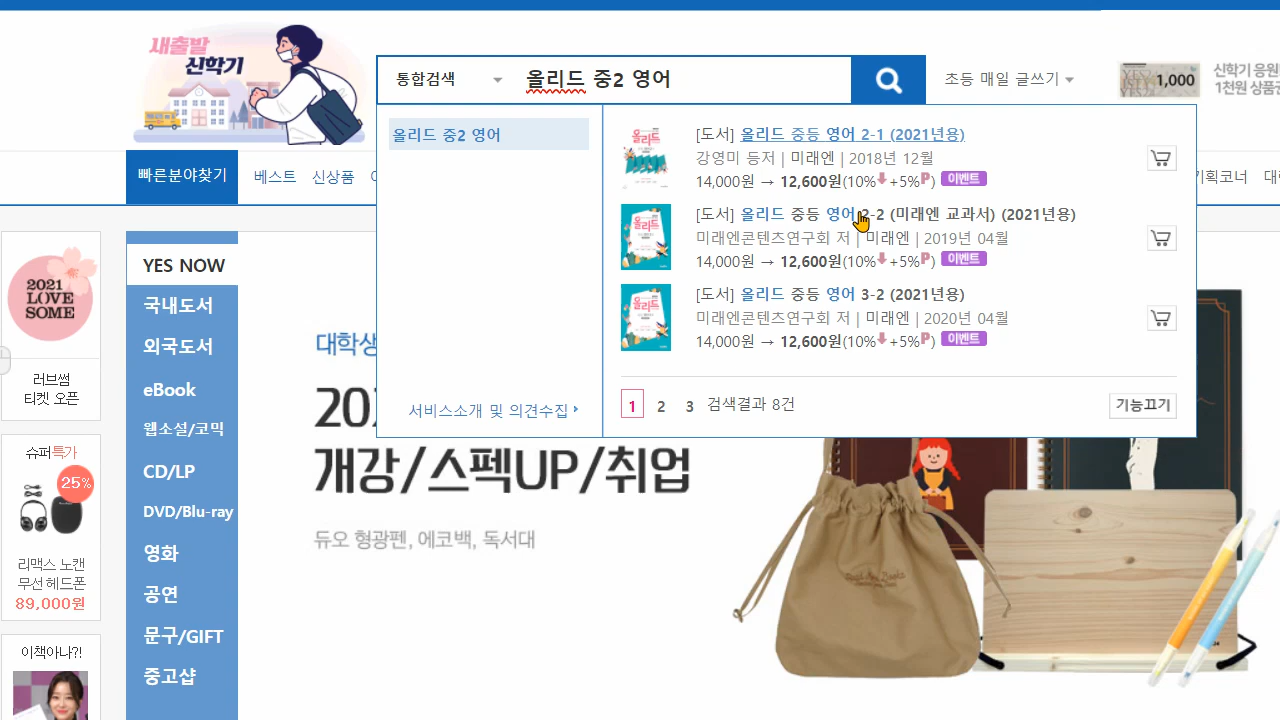 새출발
신학기
통합검색
올리드 중2 영어
초등 매일 글쓰기
1,000
신학기 응원
1천원 상품권
올리드 중2 영어
[도서] 올리드 중등 영어 2-1 (2021년용)
강영미 등저 | 미래엔 | 2018년 12월
14,000원 → 12,600원(10%+5%P) 이벤트
[도서] 올리드 중등 영어 2-2 (미래엔 교과서) (2021년용)
미래엔콘텐츠연구회 저 | 미래엔 | 2019년 04월
14,000원 → 12,600원(10%+5%P) 이벤트
[도서] 올리드 중등 영어 3-2 (2021년용)
미래엔콘텐츠연구회 저 | 미래엔 | 2020년 04월
14,000원 → 12,600원(10%+5%P) 이벤트
올리드
올리드
올리드
서비스소개 및 의견수집
1 2 3 검색결과 8건
기능끄기
빠른분야찾기
베스트
신상품
기획코너
YES NOW
국내도서
외국도서
eBook
웹소설/코믹
CD/LP
DVD/Blu-ray
영화
공연
문구/GIFT
중고샵
2021
LOVE
SOME
러브썸
티켓 오픈
슈퍼특가
25%
리맥스 노캔
무선 헤드폰
89,000원
이책아나?!
대학생
20
개강/스펙UP/취업
듀오 형광펜, 에코백, 독서대